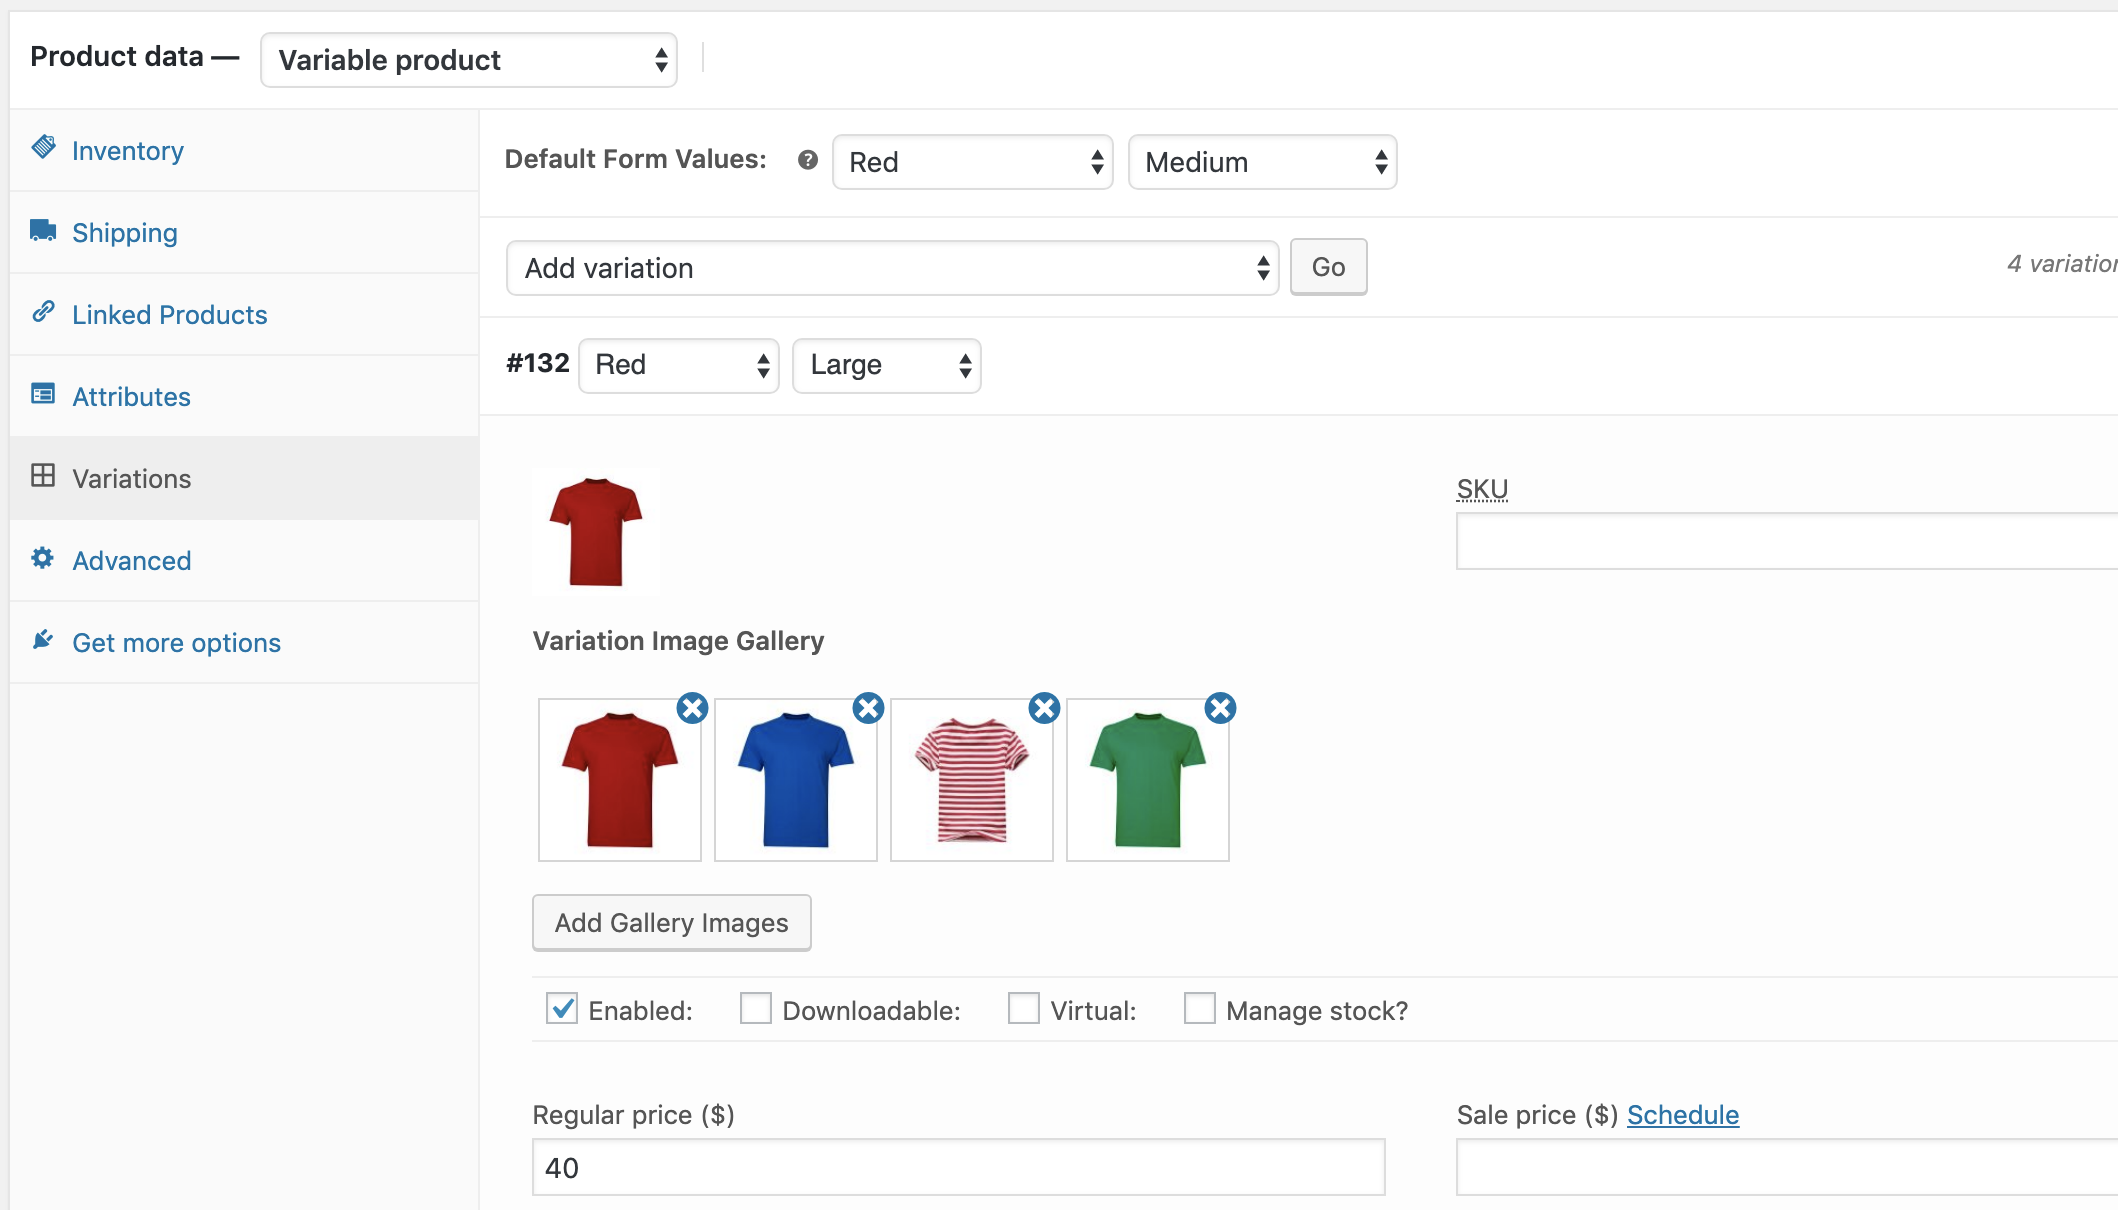 Product data — Variable product
Inventory
Shipping
Linked Products
Attributes
Variations
Advanced
Get more options
Default Form Values: ? Red Medium
Add variation Go 4 variation
#132 Red Large
SKU
Variation Image Gallery
Add Gallery Images
Enabled: Downloadable: Virtual: Manage stock?
Regular price ($)
40
Sale price ($) Schedule